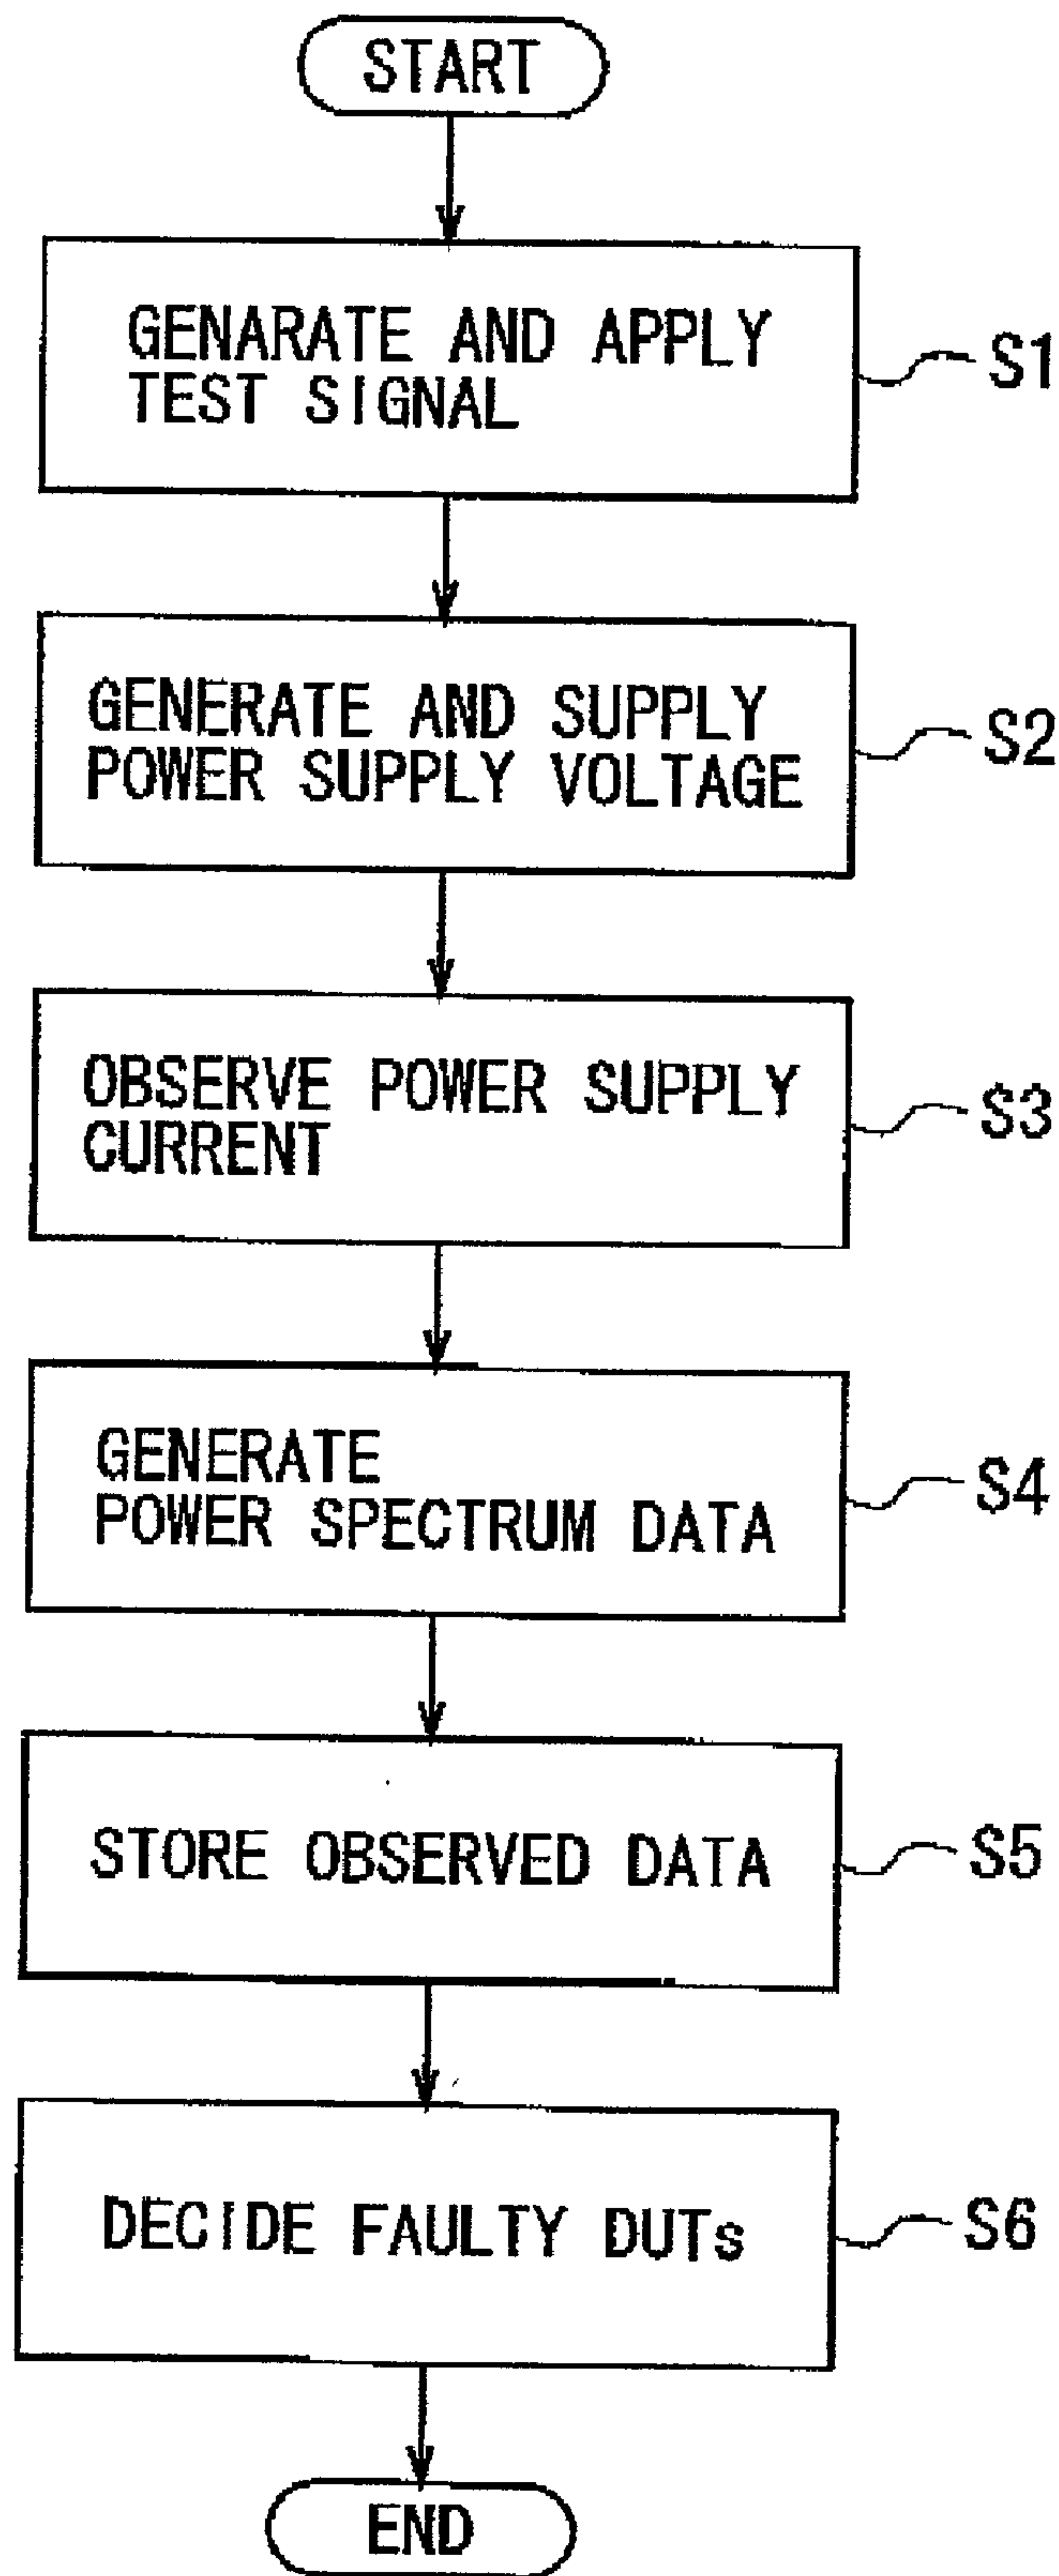 START
GENARATE AND APPLY
TEST SIGNAL
S1
GENERATE AND SUPPLY
POWER SUPPLY VOLTAGE
S2
OBSERVE POWER SUPPLY
CURRENT
S3
GENERATE
POWER SPECTRUM DATA
S4
STORE OBSERVED DATA
S5
DECIDE FAULTY DUTs
S6
END